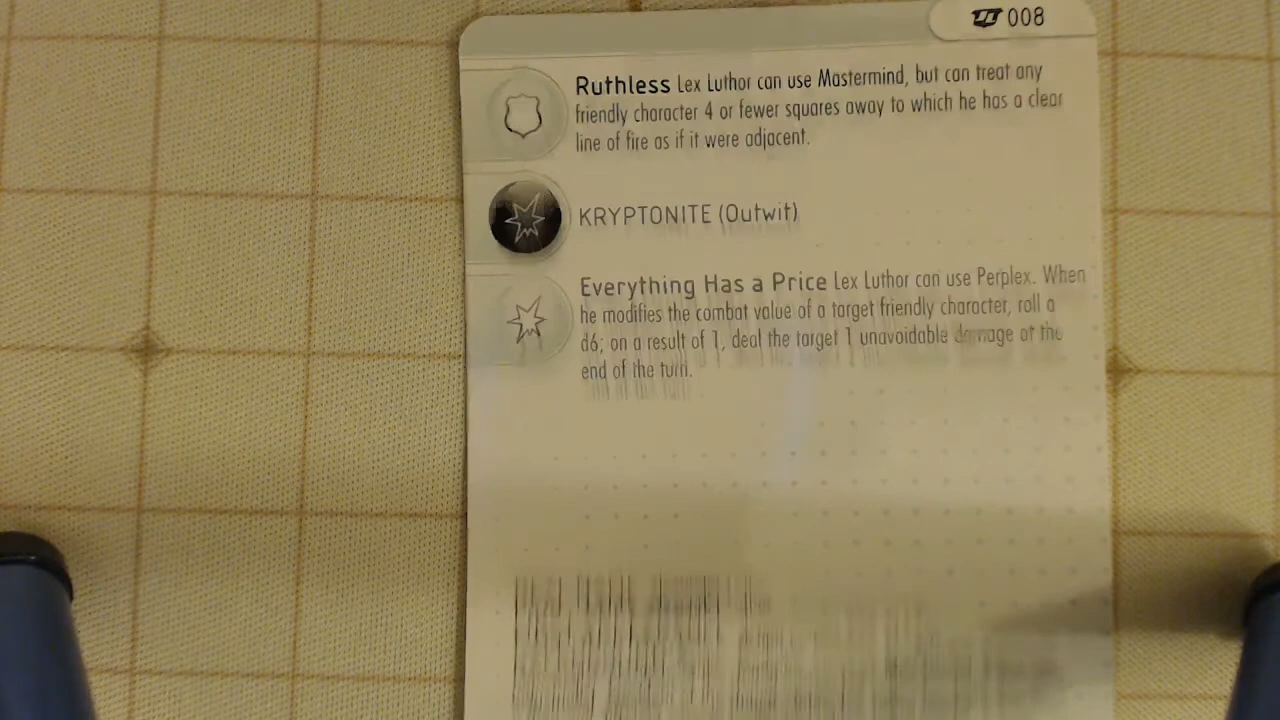 008
Ruthless Lex Luthor can use Mastermind, but can treat any
friendly character 4 or fewer squares away to which he has a clear
line of fire as if it were adjacent.
KRYPTONITE (Outwit)
Everything Has a Price Lex Luthor can use Perplex. When
he modifies the combat value of a target friendly character, roll a
d6; on a result of 1, deal the target 1 unavoidable damage at the
end of the turn.